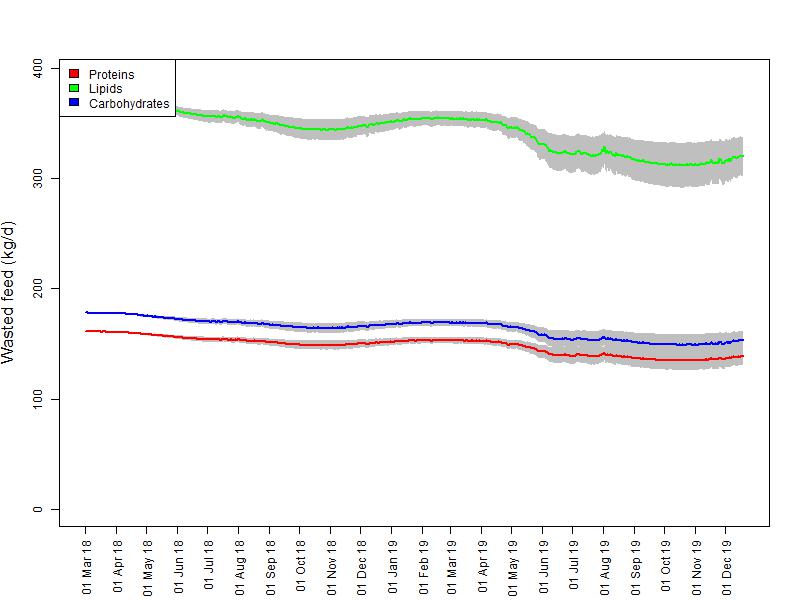 Proteins
Lipids
Carbohydrates
Wasted feed (kg/d)
400
300
200
100
0
01 Mar 18
01 Apr 18
01 May 18
01 Jun 18
01 Jul 18
01 Aug 18
01 Sep 18
01 Oct 18
01 Nov 18
01 Dec 18
01 Jan 19
01 Feb 19
01 Mar 19
01 Apr 19
01 May 19
01 Jun 19
01 Jul 19
01 Aug 19
01 Sep 19
01 Oct 19
01 Nov 19
01 Dec 19